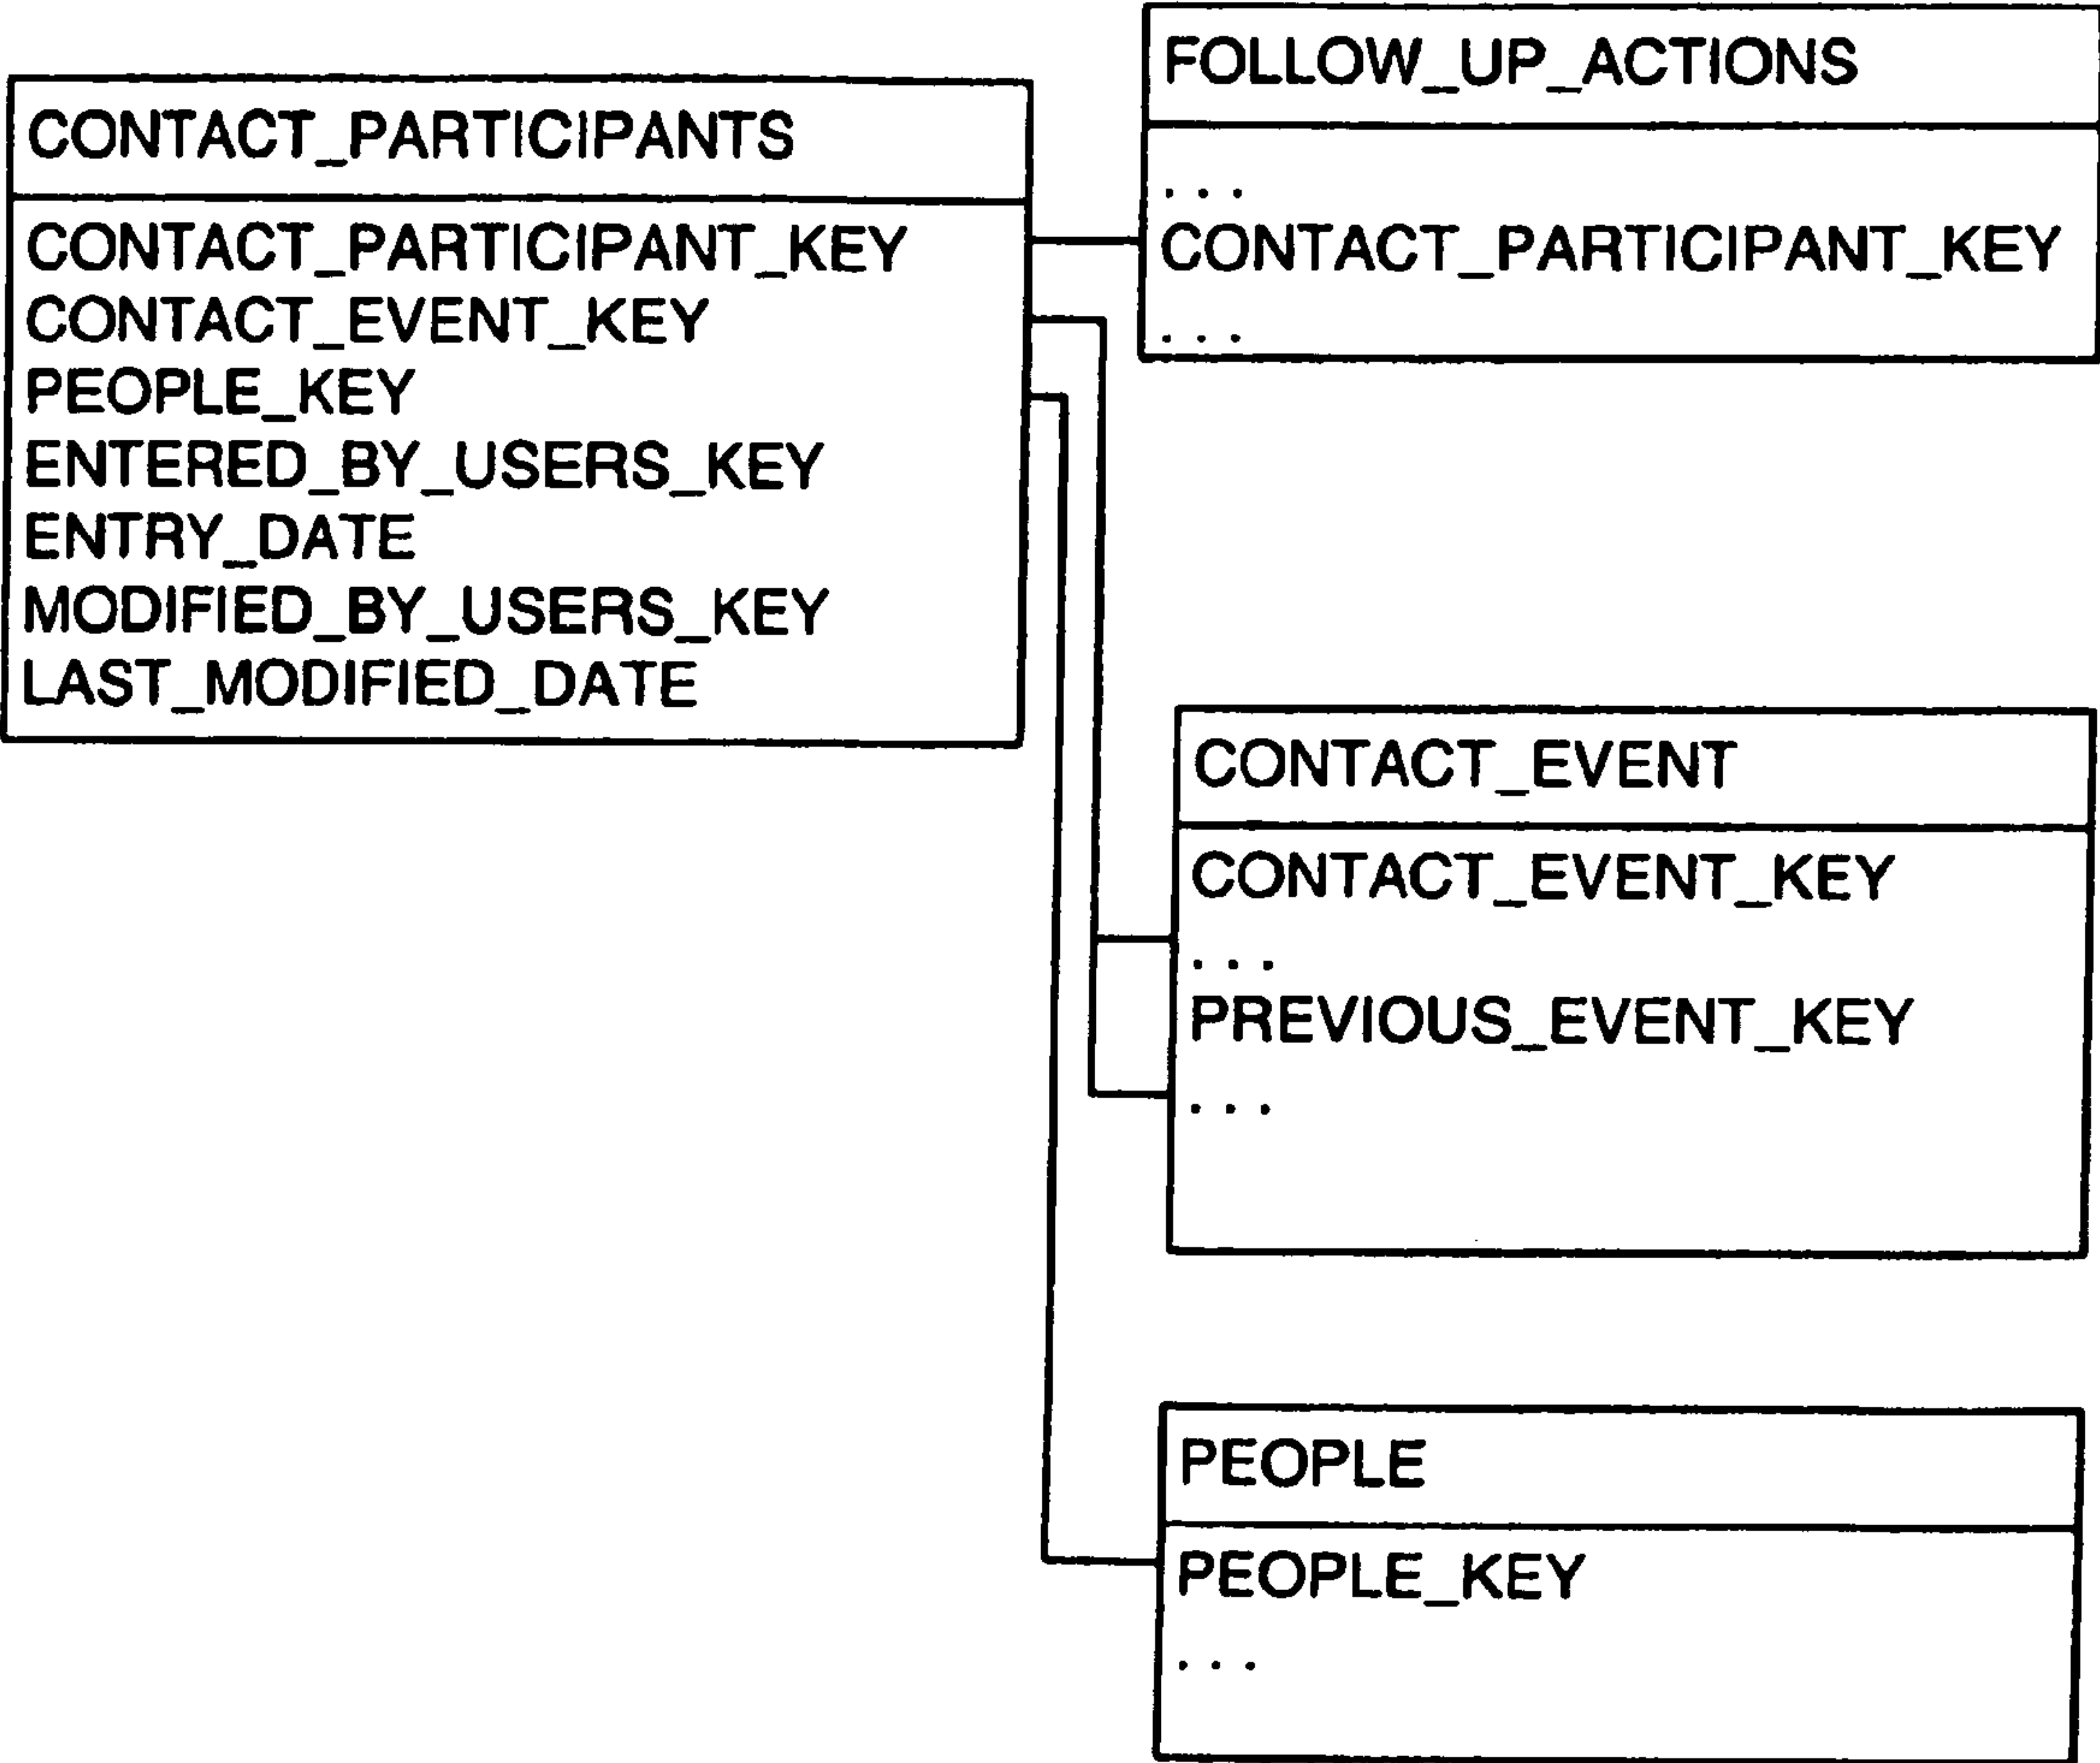 CONTACT_PARTICIPANTS
CONTACT_PARTICIPANT_KEY
CONTACT_EVENT_KEY
PEOPLE_KEY
ENTERED_BY_USERS_KEY
ENTRY_DATE
MODIFIED_BY_USERS_KEY
LAST_MODIFIED_DATE
FOLLOW_UP_ACTIONS
. . .
CONTACT_PARTICIPANT_KEY
. . .
CONTACT_EVENT
CONTACT_EVENT_KEY
. . .
PREVIOUS_EVENT_KEY
. . .
PEOPLE
PEOPLE_KEY
. . .